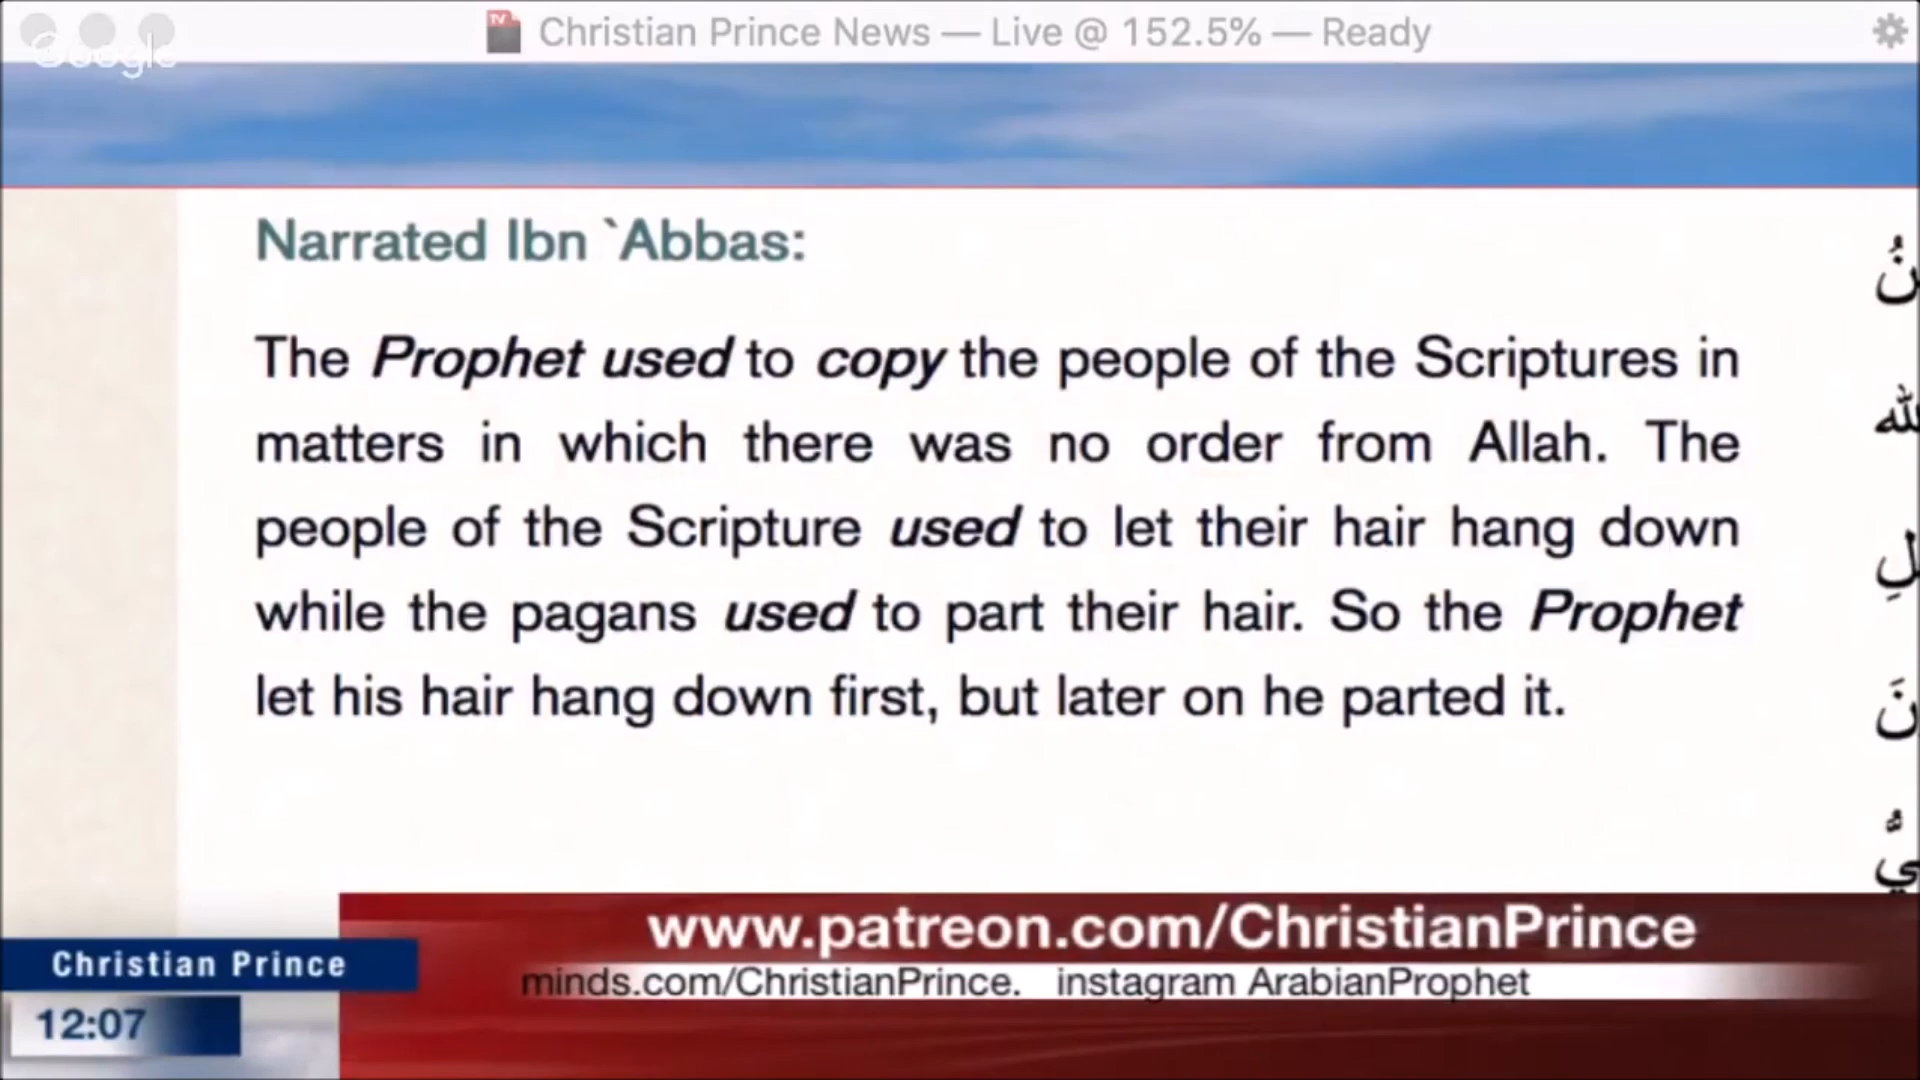 Christian Prince News — Live @ 152.5% — Ready
Google
Narrated Ibn `Abbas:
The Prophet used to copy the people of the Scriptures in
matters in which there was no order from Allah. The
people of the Scripture used to let their hair hang down
while the pagans used to part their hair. So the Prophet
let his hair hang down first, but later on he parted it.
www.patreon.com/ChristianPrince
minds.com/ChristianPrince. instagram ArabianProphet
Christian Prince
12:07